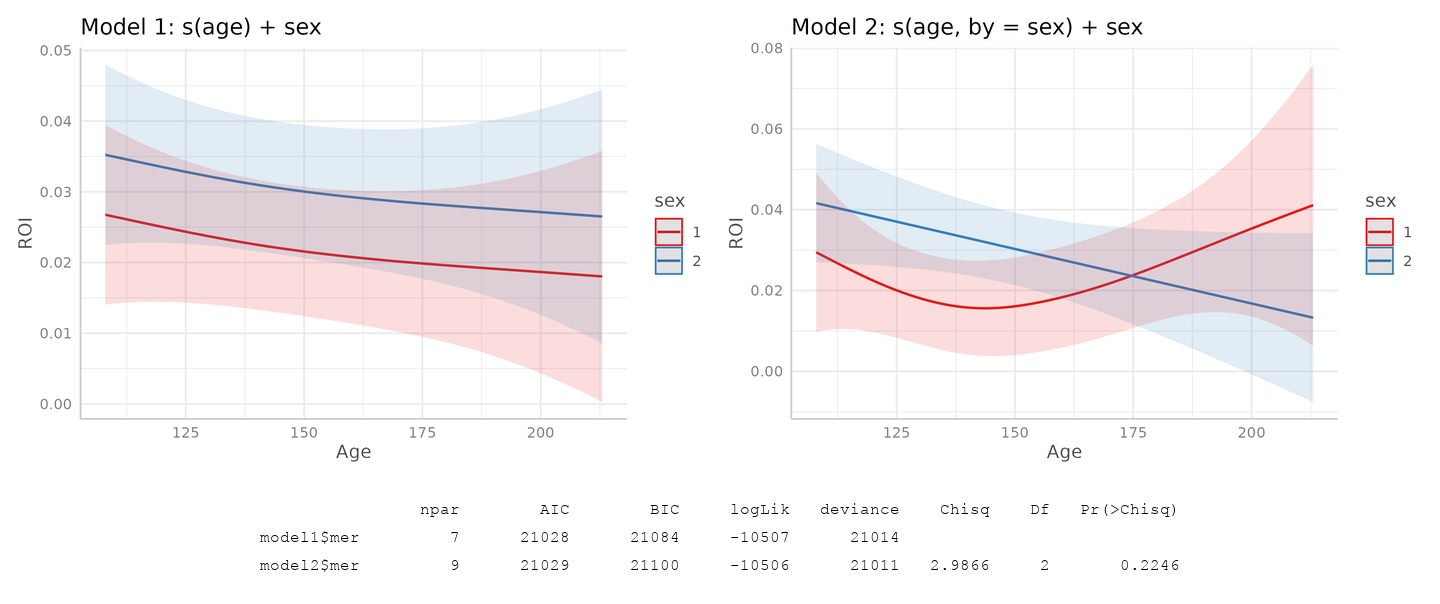 Model 1: s(age) + sex
0.05
0.04
0.03
0.02
0.01
0.00
ROI
125 150 175 200
Age
sex
1
2
Model 2: s(age, by = sex) + sex
0.08
0.06
0.04
0.02
0.00
ROI
125 150 175 200
Age
sex
1
2
npar AIC BIC logLik deviance Chisq Df Pr(>Chisq)
model1$mer 7 21028 21084 -10507 21014
model2$mer 9 21029 21100 -10506 21011 2.9866 2 0.2246